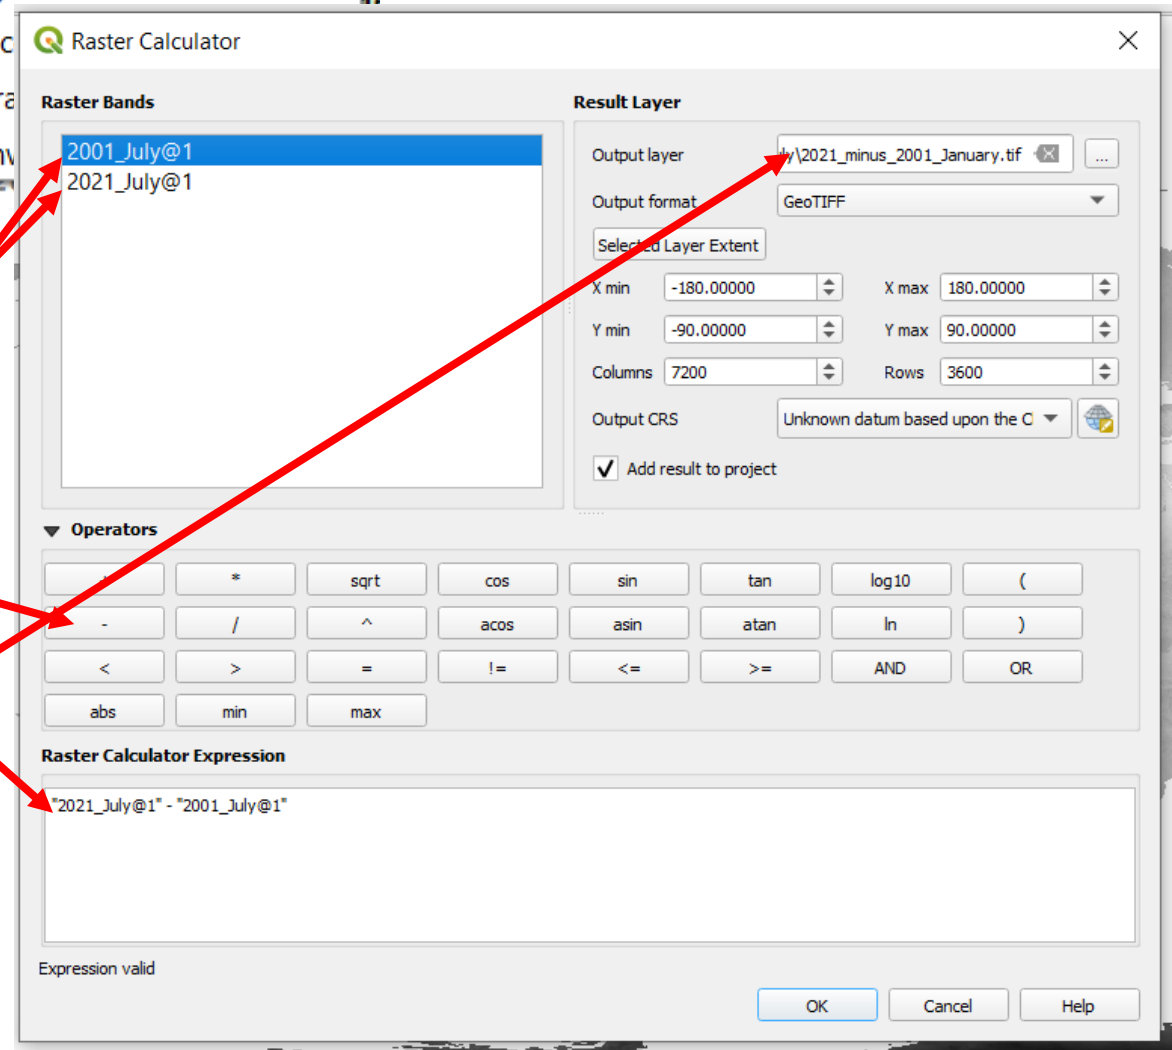 Raster Calculator
Raster Bands
2001_July@1
2021_July@1
Result Layer
Output layer
\2021_minus_2001_January.tif
...
Output format
GeoTIFF
Selected Layer Extent
X min
-180.00000
X max
180.00000
Y min
-90.00000
Y max
90.00000
Columns
7200
Rows
3600
Output CRS
Unknown datum based upon the
Add result to project
Operators
* sqrt cos sin tan log10 (
- / ^ acos asin atan ln )
< > = != <= >= AND OR
abs min max
Raster Calculator Expression
"2021_July@1" - "2001_July@1"
Expression valid
OK Cancel Help